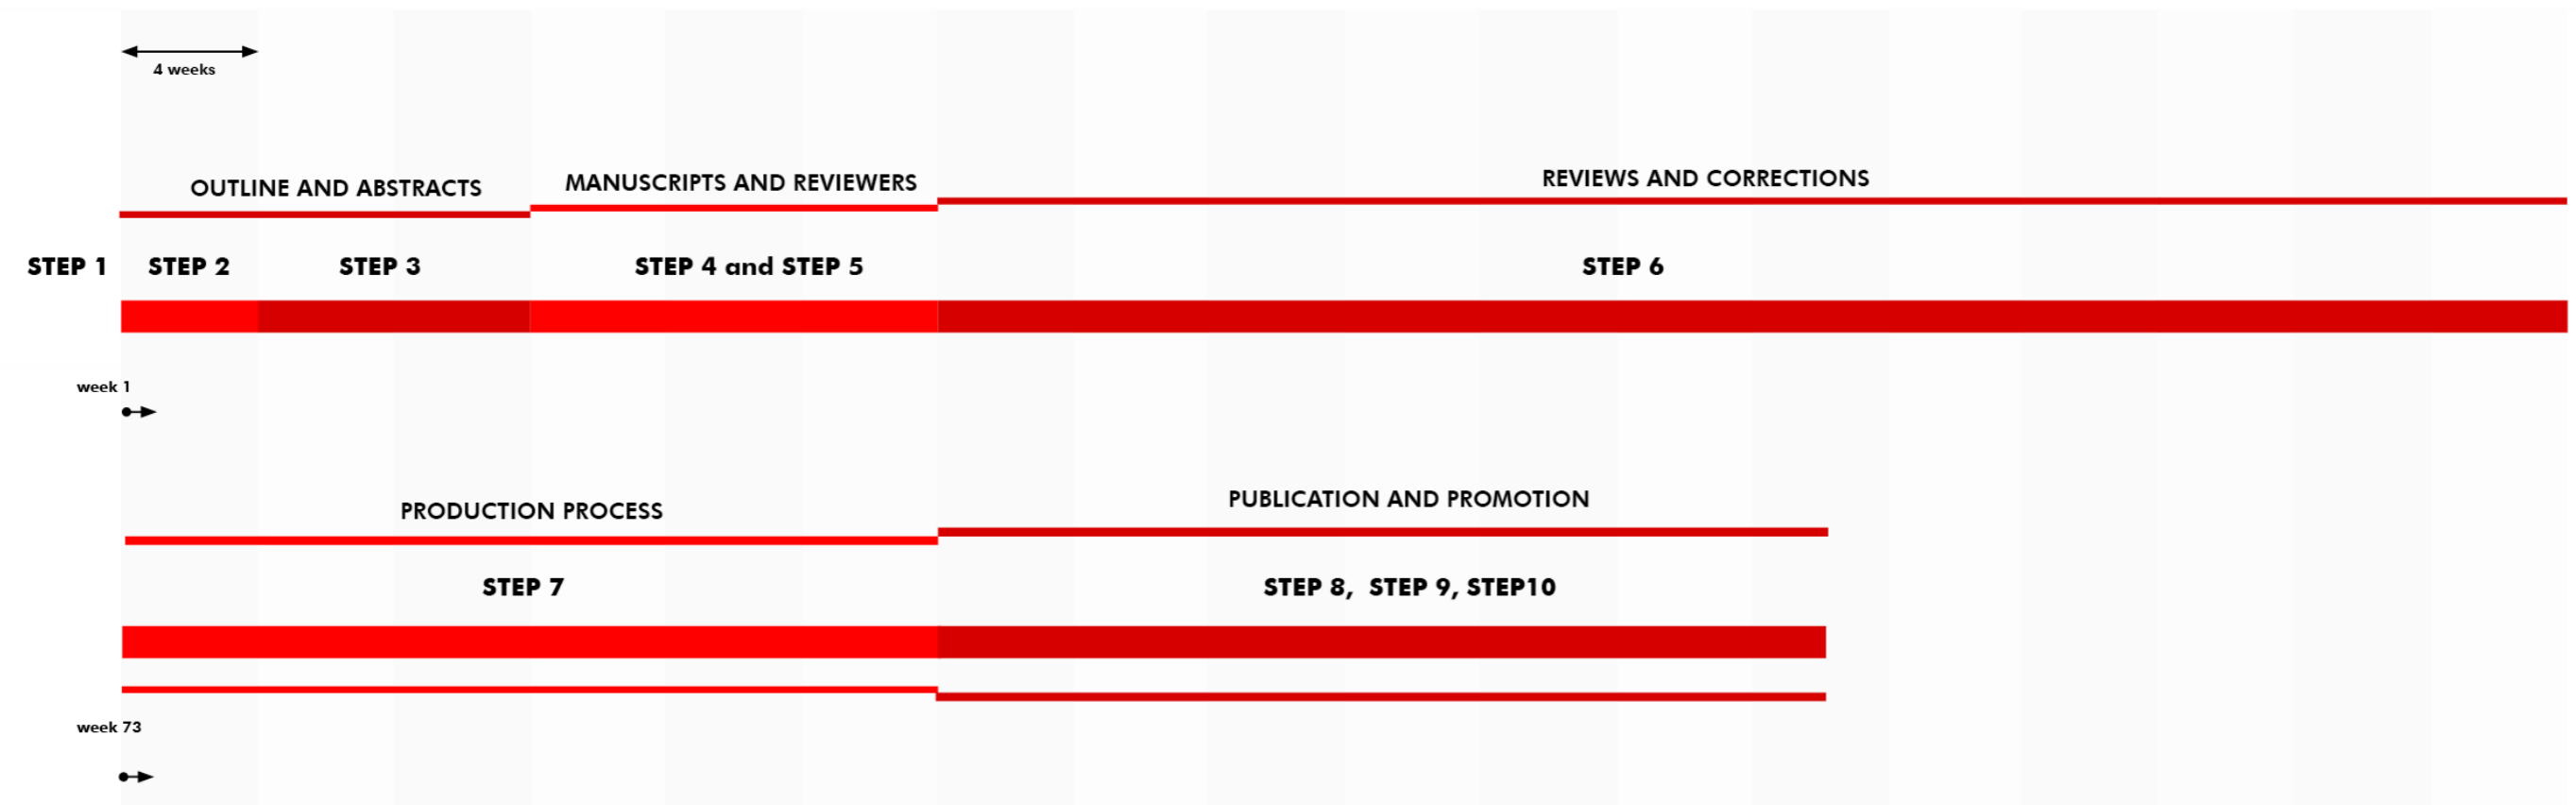 4 weeks
OUTLINE AND ABSTRACTS
MANUSCRIPTS AND REVIEWERS
REVIEWS AND CORRECTIONS
STEP 1
STEP 2
STEP 3
STEP 4 and STEP 5
STEP 6
week 1
PRODUCTION PROCESS
PUBLICATION AND PROMOTION
STEP 7
STEP 8, STEP 9, STEP10
week 73